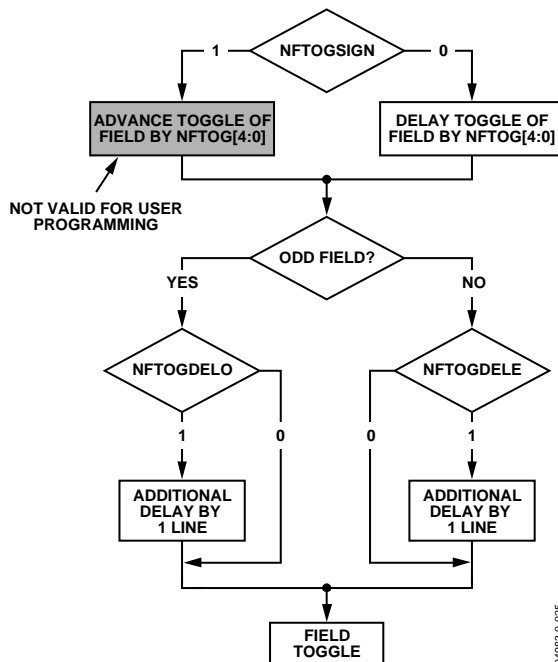 NFTOGSIGN
1
0
ADVANCE TOGGLE OF
FIELD BY NFTOG[4:0]
DELAY TOGGLE OF
FIELD BY NFTOG[4:0]
NOT VALID FOR USER
PROGRAMMING
ODD FIELD?
YES
NO
NFTOGDELO
NFTOGDELE
1
0
0
1
ADDITIONAL
DELAY BY
1 LINE
ADDITIONAL
DELAY BY
1 LINE
FIELD
TOGGLE